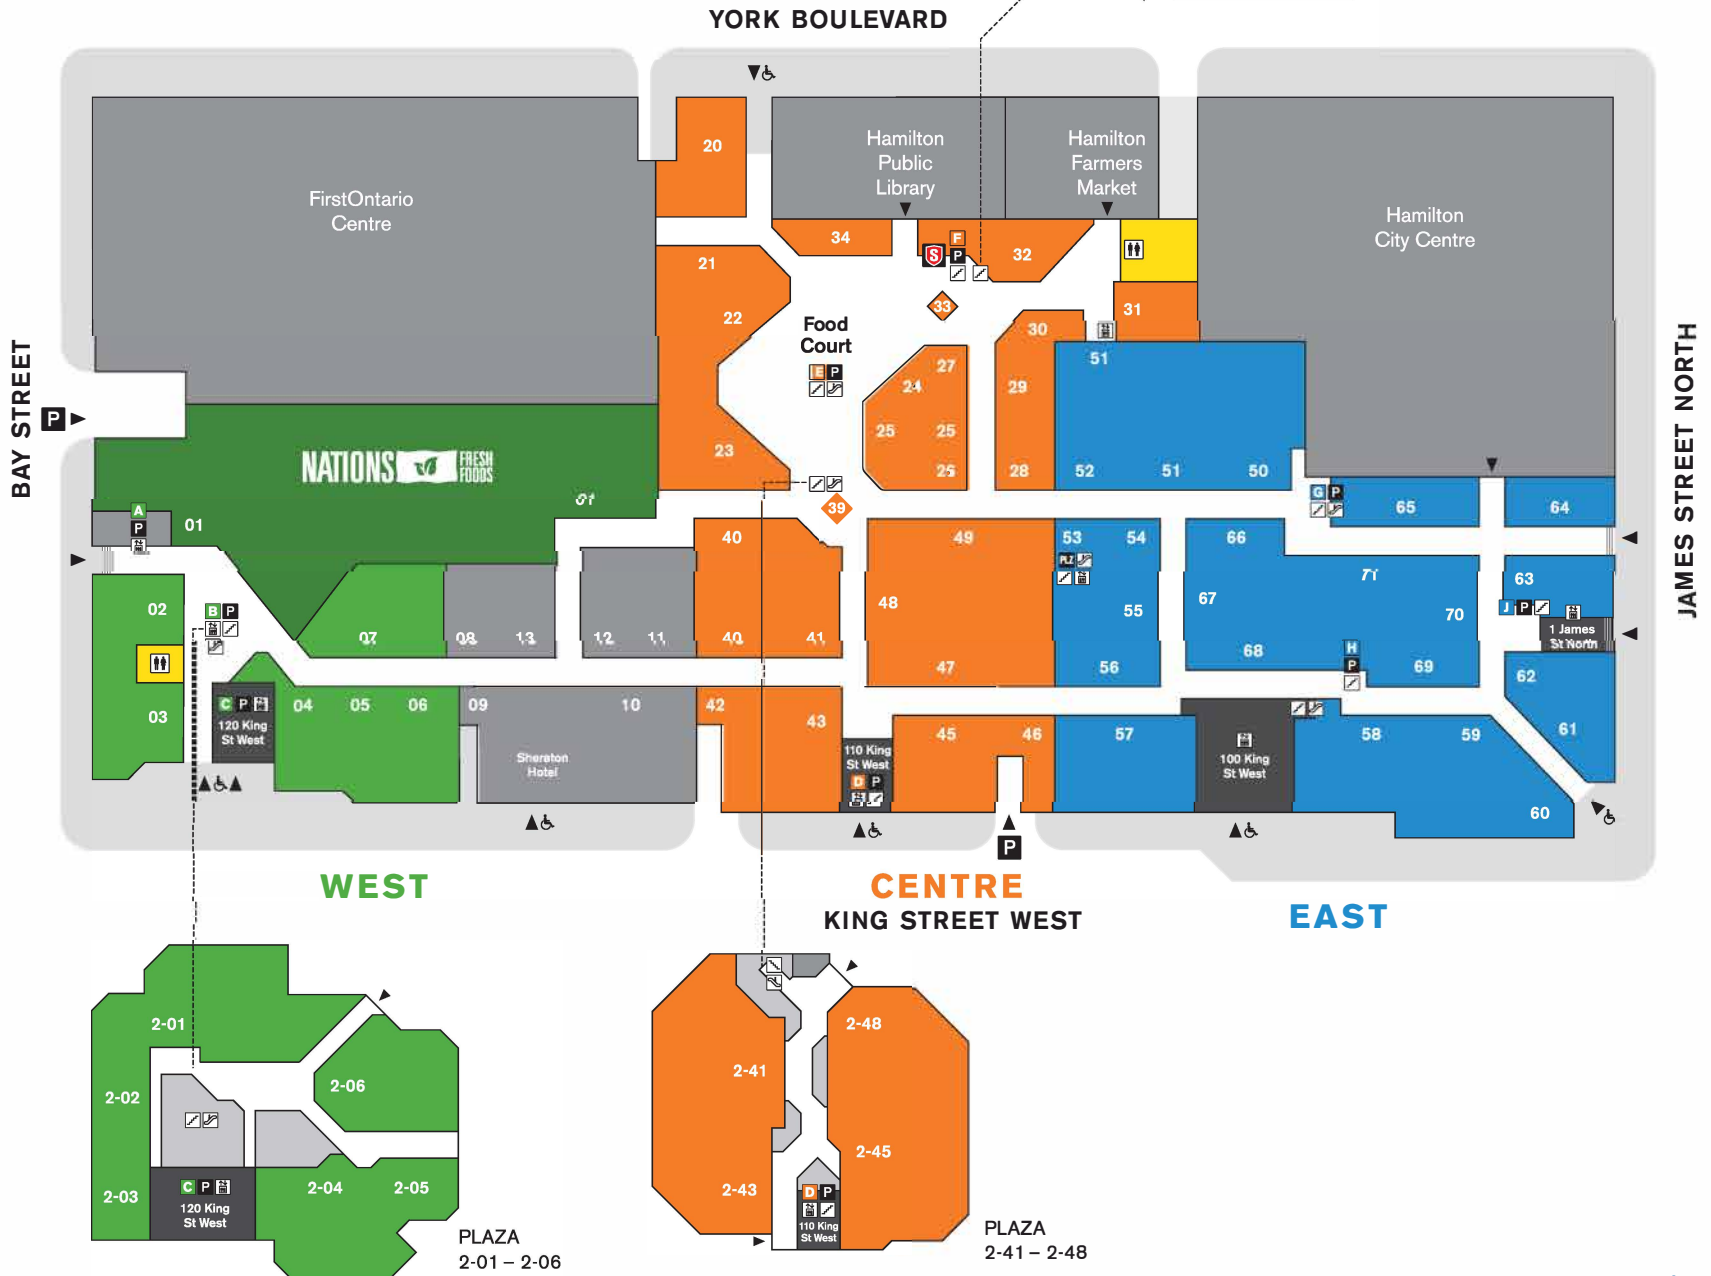 YORK BOULEVARD
20
Hamilton
Public
Library
Hamilton
Farmers
Market
FirstOntario
Centre
Hamilton
City Centre
34
F
S
P
32
21
33
31
22
Food
Court
30
E P
51
27
24
29
BAY STREET
P
JAMES STREET NORTH
25
25
23
NATIONS
FRESH
FOODS
25
28
52
51
50
G P
65
64
39
A
P
01
40
49
53
54
66
63
02
B P
48
55
67
70
J P
1 James
St North
07
08
13
12
11
40
41
47
56
68
H
P
69
62
03
C P
120 King
St West
04
05
06
09
10
42
43
45
46
57
58
59
61
110 King
St West
D P
100 King
St West
Sheraton
Hotel
60
P
WEST
CENTRE
KING STREET WEST
EAST
2-01
2-02
2-06
2-03
C P
120 King
St West
2-04
2-05
PLAZA
2-01 – 2-06
2-48
2-41
2-45
2-43
D P
110 King
St West
PLAZA
2-41 – 2-48